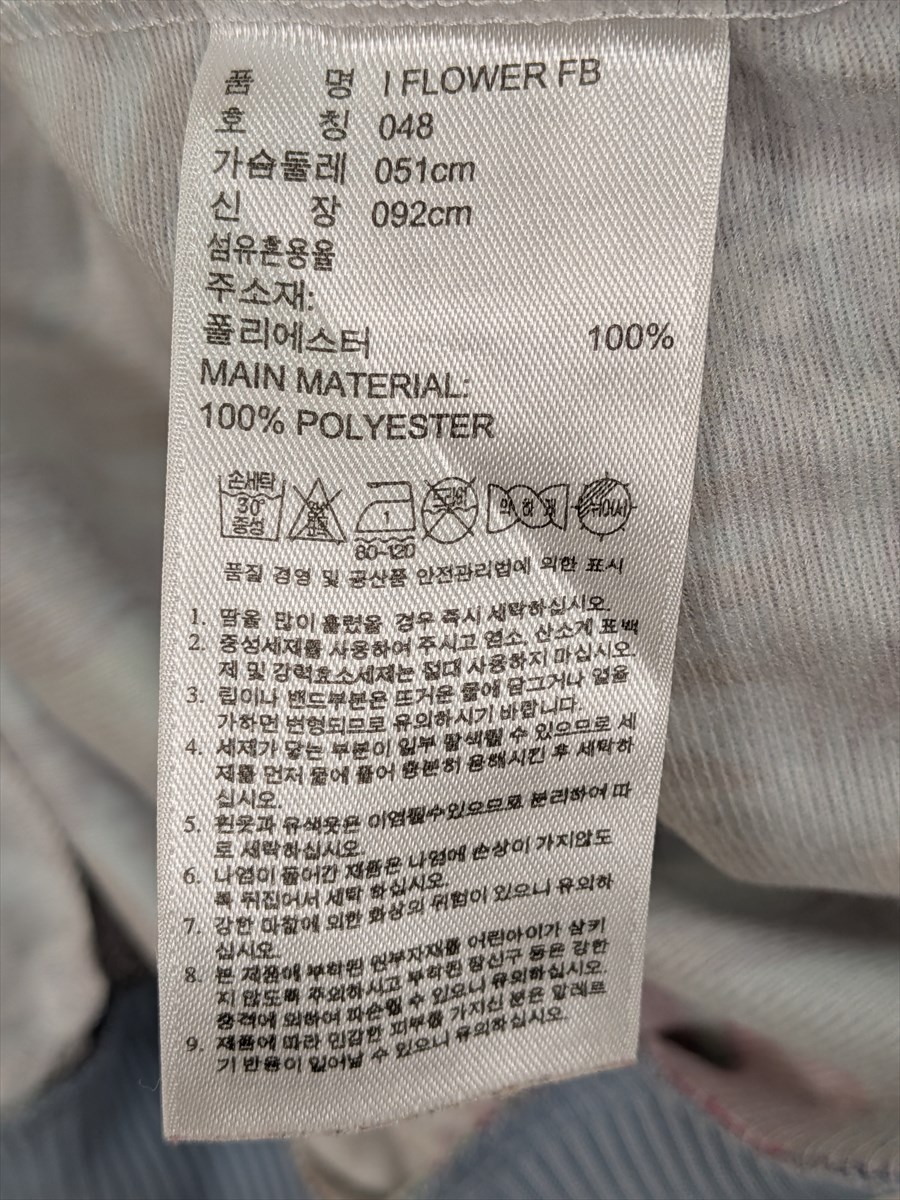 품 명 I FLOWER FB
호 칭 048
가슴둘레 051cm
신 장 092cm
섬유혼용율
주소재:
폴리에스터 100%
MAIN MATERIAL:
100% POLYESTER
손세탁 30 중성 1 80-120 드라이 약하게 뉘어서
품질 경영 및 공산품 안전관리법에 의한 표시
1. 땀을 많이 흘렸을 경우 즉시 세탁하십시오.
2. 중성세제를 사용하여 주시고 염소, 산소계 표백
제 및 강력효소세제는 절대 사용하지 마십시오.
3. 립이나 밴드부분은 뜨거운 물에 담그거나 열을
가하면 변형되므로 유의하시기 바랍니다.
4. 세제가 닿는 부분이 일부 탈색될 수 있으므로 세
제를 먼저 물에 풀어 충분히 용해시킨 후 세탁하
십시오.
5. 흰옷과 유색옷은 이염될수있으므로 분리하여 따
로 세탁하십시오.
6. 나염이 들어간 제품은 나염에 손상이 가지않도
록 뒤집어서 세탁 하십시오.
7. 강한 마찰에 의한 화상의 위험이 있으니 유의하
십시오.
8. 본 제품에 부착된 원부자재를 어린아이가 삼키
지 않도록 주의하시고 부착된 장신구 등은 강한
충격에 의하여 파손될 수 있으니 유의하십시오.
9. 제품에 따라 민감한 피부를 가지신 분은 알레르
기 반응이 일어날 수 있으니 유의하십시오.